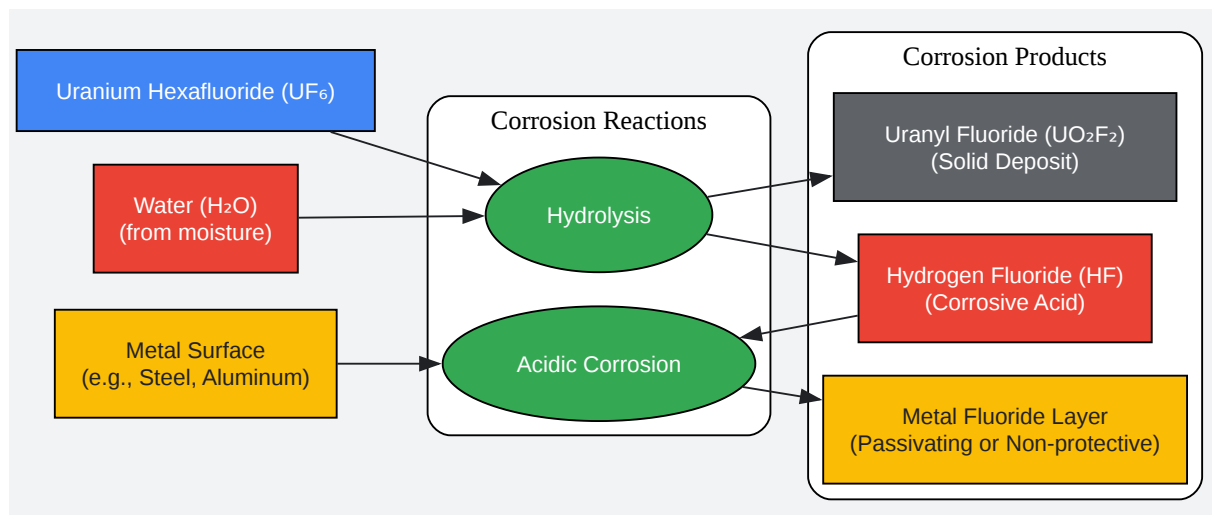 Uranium Hexafluoride (UF₆)
Water (H₂O)
(from moisture)
Metal Surface
(e.g., Steel, Aluminum)
Corrosion Reactions
Hydrolysis
Acidic Corrosion
Corrosion Products
Uranyl Fluoride (UO₂F₂)
(Solid Deposit)
Hydrogen Fluoride (HF)
(Corrosive Acid)
Metal Fluoride Layer
(Passivating or Non-protective)